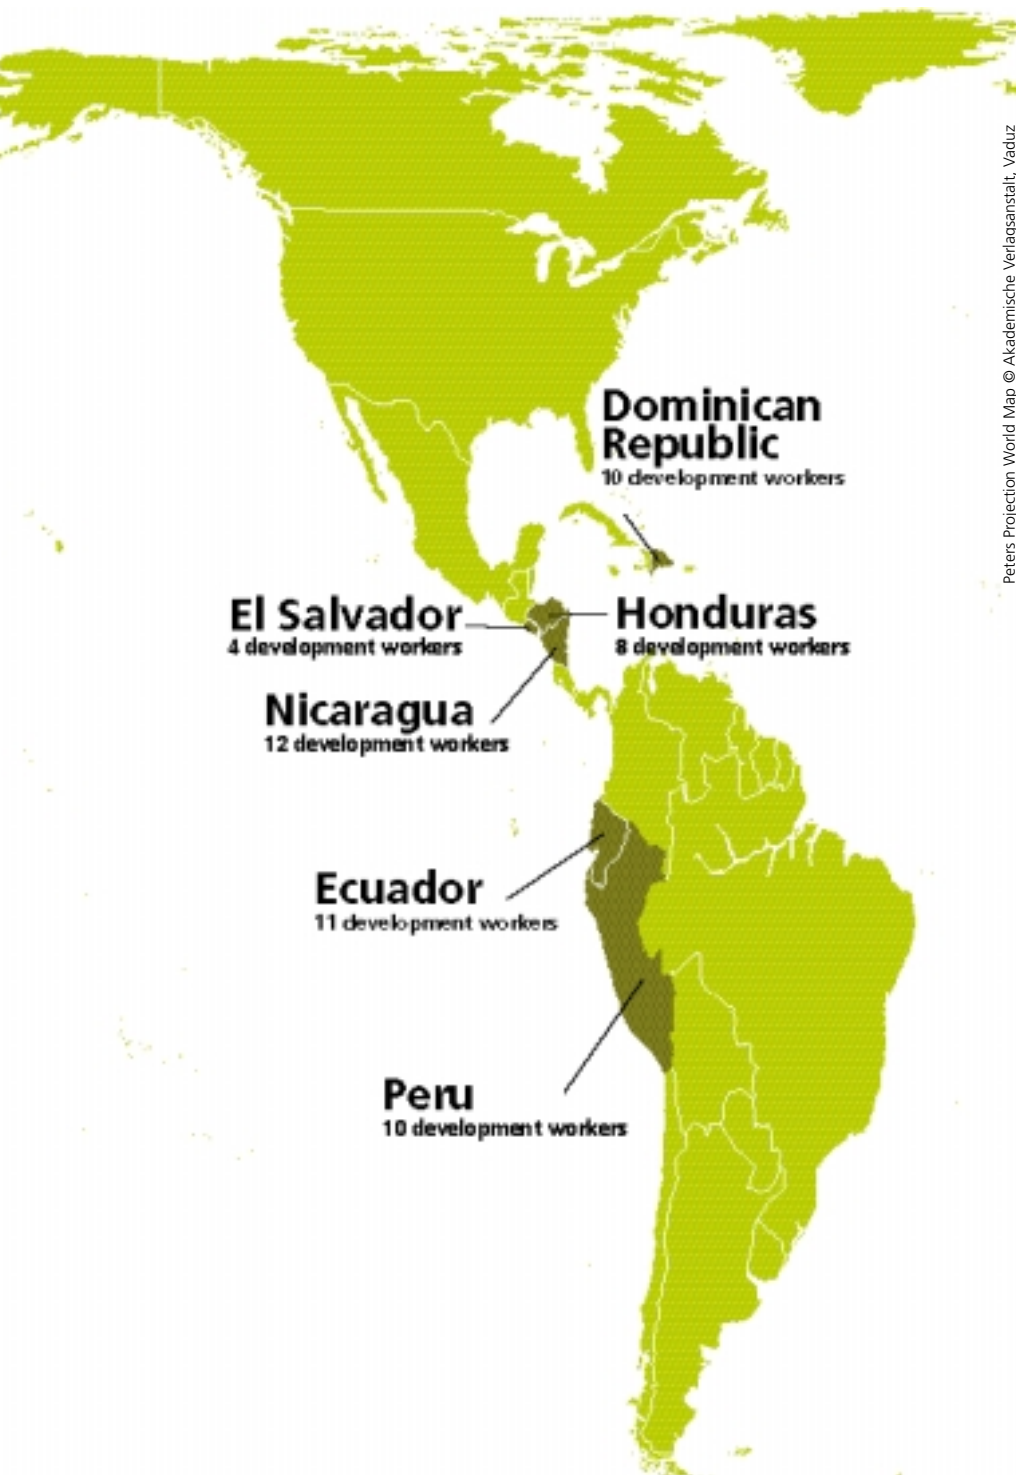 Peters Projection World Map © Akademische Verlagsanstalt, Vaduz
Dominican
Republic
10 development workers
El Salvador
4 development workers
Honduras
8 development workers
Nicaragua
12 development workers
Ecuador
11 development workers
Peru
10 development workers